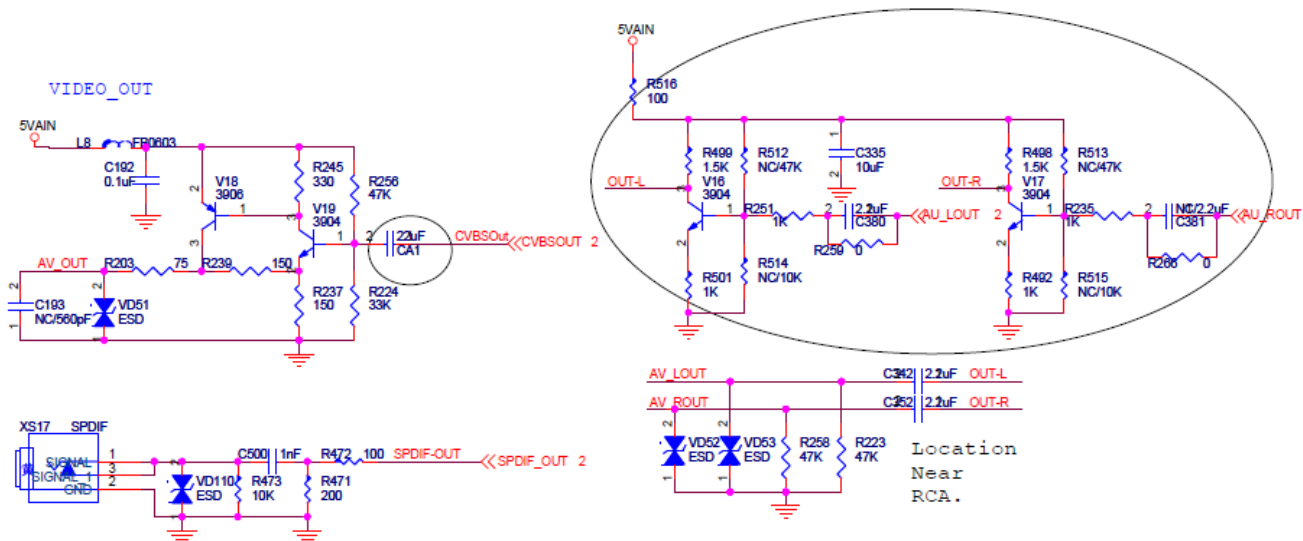 VIDEO_OUT
5VAIN
L8
FB0603
C192
0.1uF
V18
3906
R245
330
V19
3904
R256
47K
2.2uF
CA1
CVBSOut
CVBSOUT 2
AV_OUT
R203
75
R239
150
C193
NC/560pF
VD51
ESD
R237
150
R224
33K
5VAIN
R516
100
R499
1.5K
R512
NC/47K
C335
10uF
R498
1.5K
R513
NC/47K
OUT-L
V16
3904
OUT-R
V17
3904
R251
1K
2.2uF
C380
AU_LOUT 2
R235
1K
NC/2.2uF
C381
AU_ROUT
R259
0
R266
0
R501
1K
R514
NC/10K
R492
1K
R515
NC/10K
AV_LOUT
C342
2.2uF
OUT-L
AV_ROUT
C352
2.2uF
OUT-R
VD52
ESD
VD53
ESD
R258
47K
R223
47K
Location
Near
RCA.
XS17
SPDIF
SIGNAL
SIGNAL_1
GND
1
3
2
C500
1nF
R472
100
SPDIF-OUT
SPDIF_OUT 2
VD110
ESD
R473
10K
R471
200